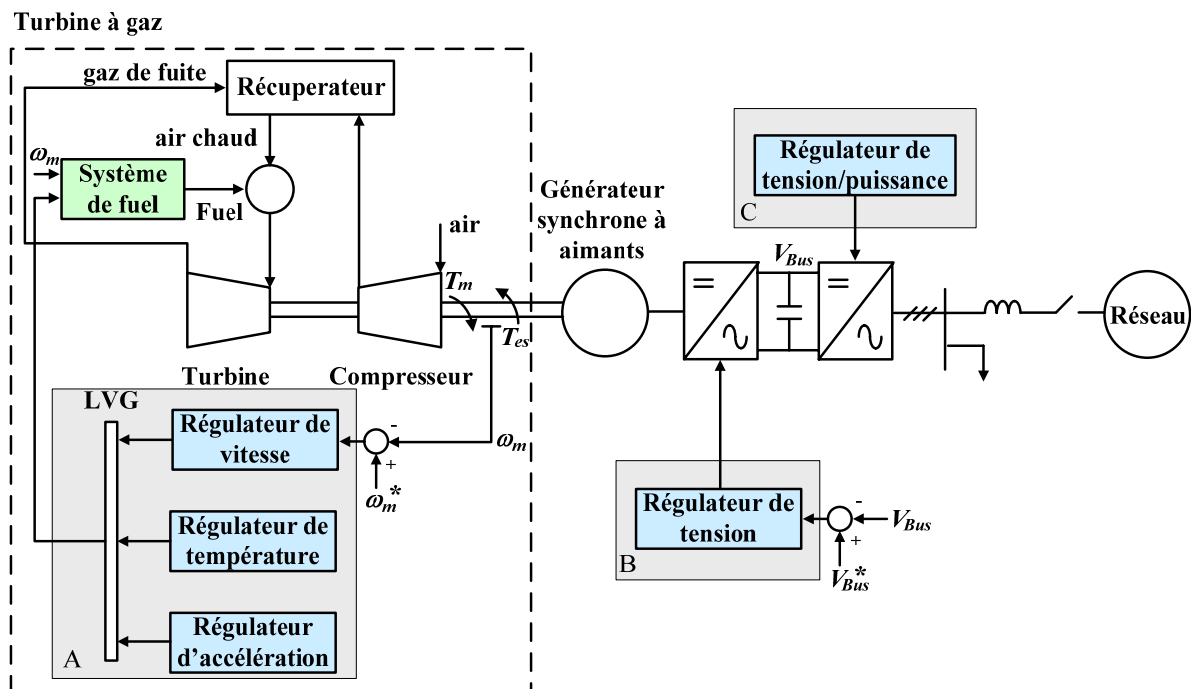 Turbine à gaz
gaz de fuite
Récuperateur
air chaud
ωm
Système
de fuel
Fuel
air
Générateur
synchrone à
aimants
Régulateur de
tension/puissance
C
VBus
Tm
Tes
Réseau
Turbine
Compresseur
LVG
Régulateur de
vitesse
-
+
ωm
ωm*
Régulateur de
température
Régulateur
d'accélération
A
Régulateur de
tension
B
-
+
VBus
VBus*